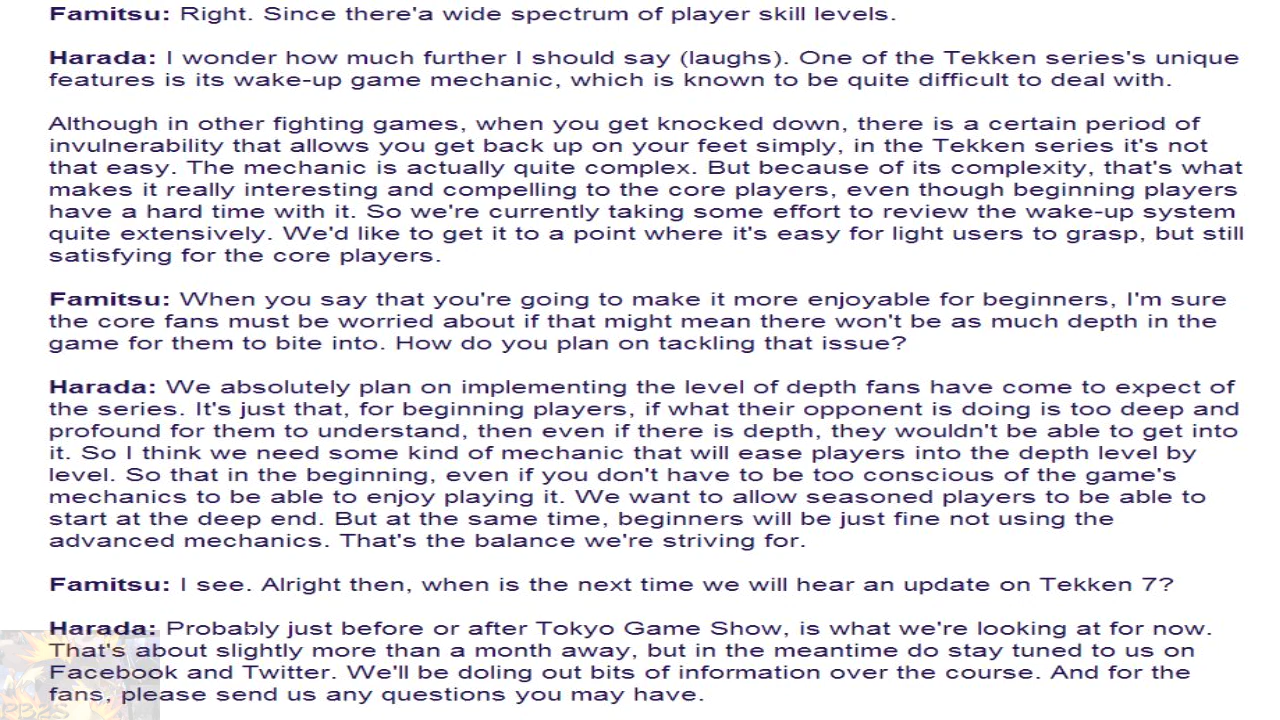 Famitsu: Right. Since there'a wide spectrum of player skill levels.
Harada: I wonder how much further I should say (laughs). One of the Tekken series's unique
features is its wake-up game mechanic, which is known to be quite difficult to deal with.
Although in other fighting games, when you get knocked down, there is a certain period of
invulnerability that allows you get back up on your feet simply, in the Tekken series it's not
that easy. The mechanic is actually quite complex. But because of its complexity, that's what
makes it really interesting and compelling to the core players, even though beginning players
have a hard time with it. So we're currently taking some effort to review the wake-up system
quite extensively. We'd like to get it to a point where it's easy for light users to grasp, but still
satisfying for the core players.
Famitsu: When you say that you're going to make it more enjoyable for beginners, I'm sure
the core fans must be worried about if that might mean there won't be as much depth in the
game for them to bite into. How do you plan on tackling that issue?
Harada: We absolutely plan on implementing the level of depth fans have come to expect of
the series. It's just that, for beginning players, if what their opponent is doing is too deep and
profound for them to understand, then even if there is depth, they wouldn't be able to get into
it. So I think we need some kind of mechanic that will ease players into the depth level by
level. So that in the beginning, even if you don't have to be too conscious of the game's
mechanics to be able to enjoy playing it. We want to allow seasoned players to be able to
start at the deep end. But at the same time, beginners will be just fine not using the
advanced mechanics. That's the balance we're striving for.
Famitsu: I see. Alright then, when is the next time we will hear an update on Tekken 7?
Harada: Probably just before or after Tokyo Game Show, is what we're looking at for now.
That's about slightly more than a month away, but in the meantime do stay tuned to us on
Facebook and Twitter. We'll be doling out bits of information over the course. And for the
fans, please send us any questions you may have.